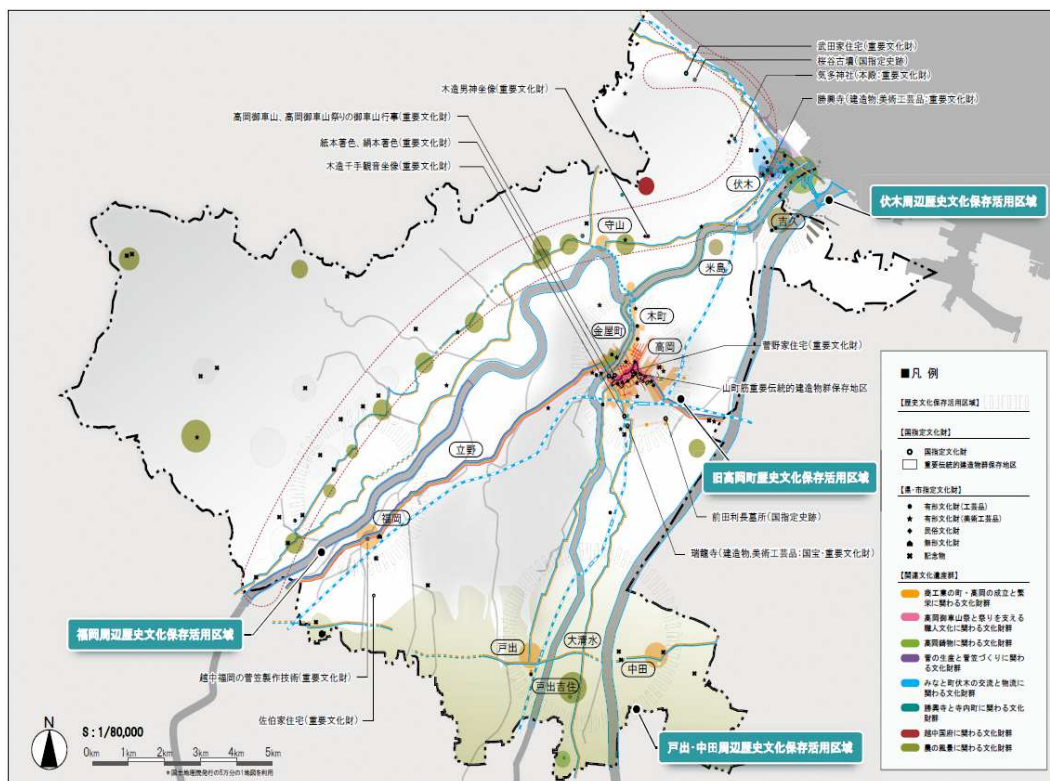 武田家住宅(重要文化財)
桜谷古墳(国指定史跡)
気多神社(本殿:重要文化財)
勝興寺(建造物,美術工芸品:重要文化財)
木造男神坐像(重要文化財)
高岡御車山、高岡御車山祭りの御車山行事(重要文化財)
紙本著色、絹本著色(重要文化財)
木造千手観音坐像(重要文化財)
伏木
伏木周辺歴史文化保存活用区域
吉久
守山
米島
木町
金屋町
高岡
菅野家住宅(重要文化財)
山町筋重要伝統的建造物群保存地区
立野
旧高岡町歴史文化保存活用区域
福岡
前田利長墓所(国指定史跡)
瑞龍寺(建造物,美術工芸品:国宝・重要文化財)
福岡周辺歴史文化保存活用区域
戸出
大清水
中田
越中福岡の菅笠製作技術(重要文化財)
戸出吉住
佐伯家住宅(重要文化財)
戸出・中田周辺歴史文化保存活用区域
N
S:1/80,000
0km 1km 2km 3km 4km 5km
*国土地理院発行の5万分の1地図を利用
■凡 例
【歴史文化保存活用区域】
【国指定文化財】
国指定文化財
重要伝統的建造物群保存地区
【県・市指定文化財】
有形文化財(工芸品)
有形文化財(美術工芸品)
民俗文化財
無形文化財
記念物
【関連文化遺産群】
商工業の町・高岡の成立と繁
栄に関わる文化財群
高岡御車山祭と祭りを支える
職人文化に関わる文化財群
高岡鋳物に関わる文化財群
菅の生産と菅笠づくりに関わ
る文化財群
みなと町伏木の交流と物流
に関わる文化財群
勝興寺と寺内町に関わる文化
財群
越中国府に関わる文化財群
農の風景に関わる文化財群